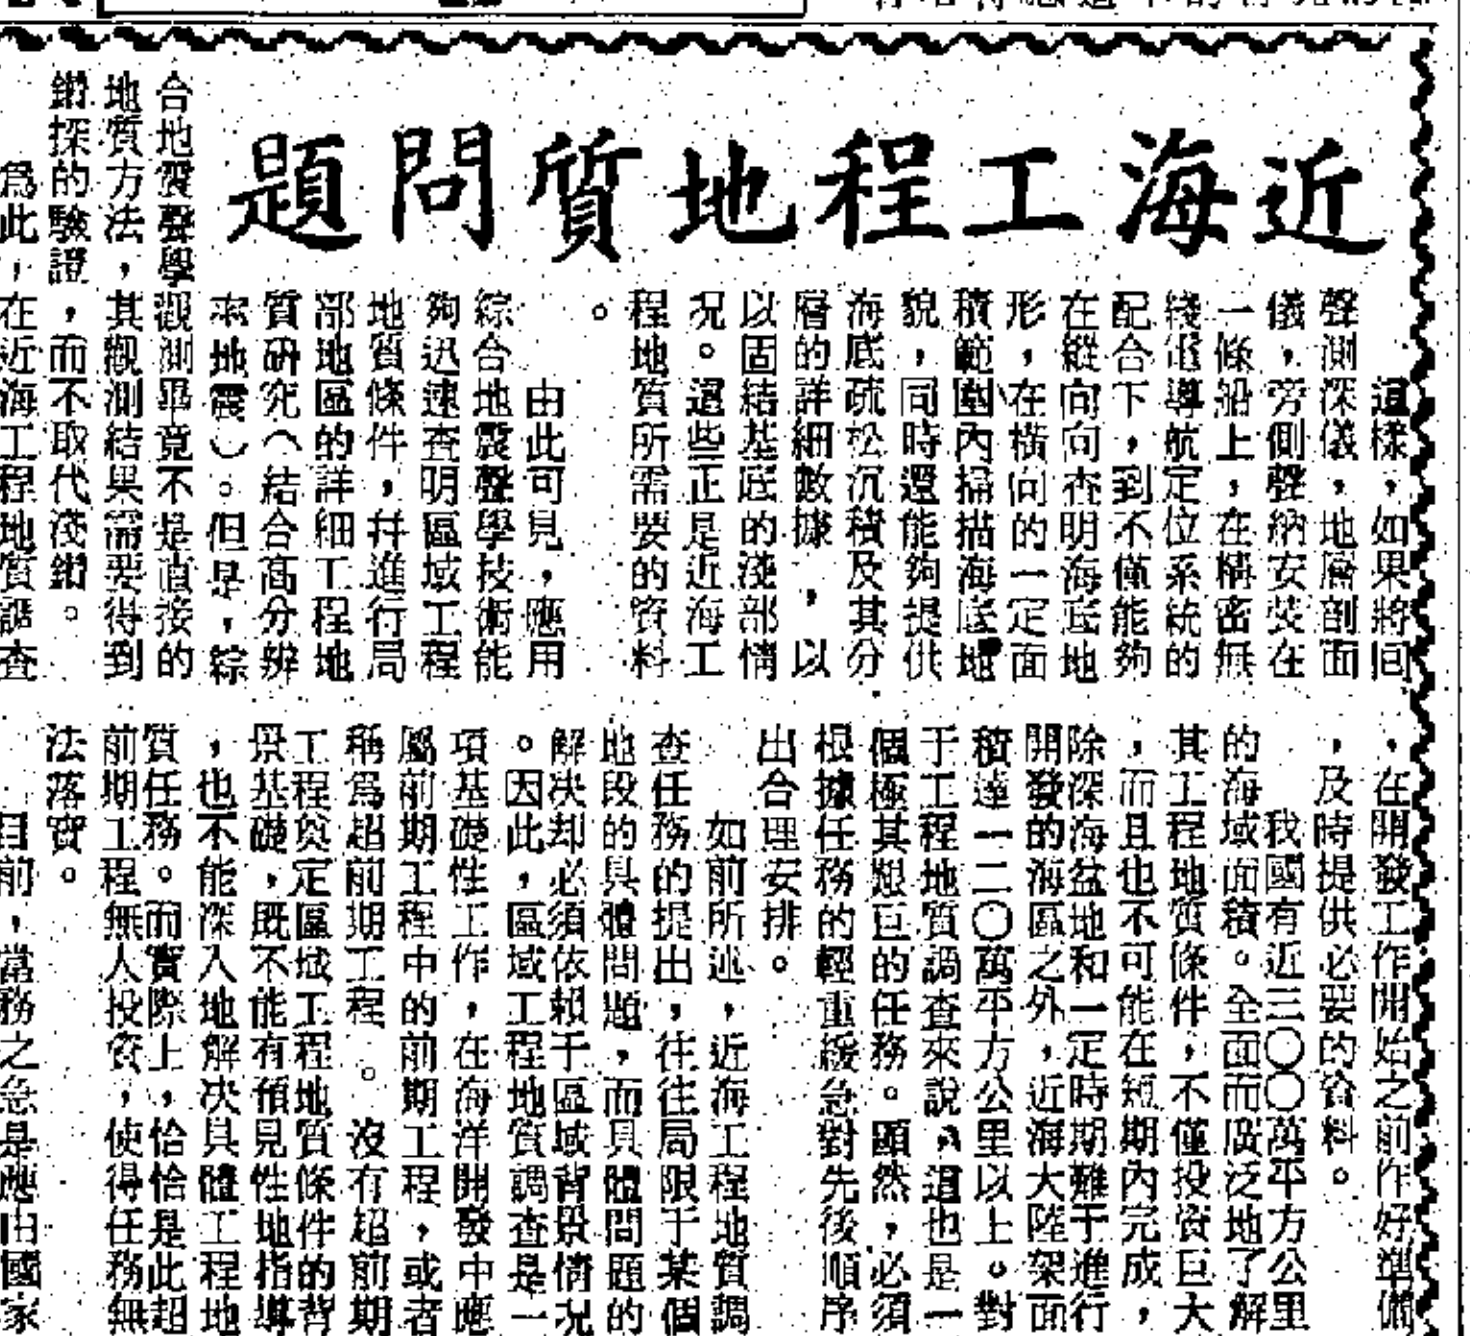 近海工程地質問題
這樣，如果將回
聲測深儀，地層剖面
儀，旁側聲納安裝在
一條船上，在精密無
綫電導航定位系統的
配合下，到不僅能夠
在縱向向查明海底地
形，在橫向的一定面
積範圍內掃描海底地
貌，同時還能夠提供
海底疏松沉積及其分
層的詳細數據，，以
以固結基底的淺部情
況。這些正是近海工
程地質所需要的資料
。
由此可見，應用
綜合地震聲學技術能
夠迅速查明區域工程
地質條件，并進行局
部地區的詳細工程地
質研究（結合高分辨
率地震）。但是，綜
合地震聲學觀測畢竟不是直接的
地質方法，其觀測結果需要得到
鑽探的驗證，而不取代淺鑽。
爲此，在近海工程地質調查
，在開發工作開始之前作好準備
，及時提供必要的資料。
我國有近三〇〇萬平方公里
的海域面積。全面而廣泛地了解
其工程地質條件，不僅投資巨大
，而且也不可能在短期內完成，
除深海盆地和一定時期難于進行
開發的海區之外，近海大陸架面
積達一二〇萬平方公里以上。對
于工程地質調查來說，這也是一
個極其艱巨的任務。顯然，必須
根據任務的輕重緩急對先後順序
出合理安排。
如前所述，近海工程地質調
查任務的提出，往往局限于某個
地段的具體問題，而具體問題的
解决却必須依賴于區域背景情况
。因此，區域工程地質調查是一
項基礎性工作，在海洋開發中應
屬前期工程中的前期工程，或者
稱爲超前期工程。沒有超前期
工程奠定區域工程地質條件的背
景基礎，既不能有預見性地指導
，也不能深入地解决具體工程地
質任務。而實際上，恰恰是此超
前期工程無人投資，使得任務無
法落實。
目前，當務之急是應由國家